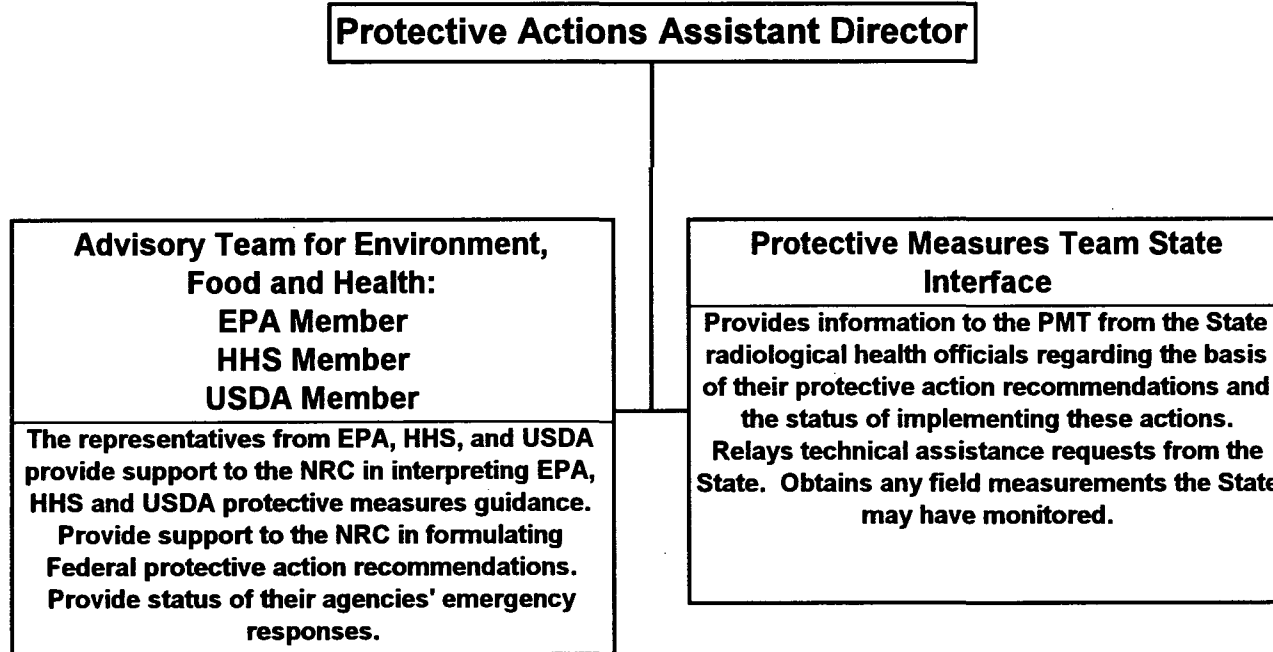 Protective Actions Assistant Director
Advisory Team for Environment,
Food and Health:
EPA Member
HHS Member
USDA Member
The representatives from EPA, HHS, and USDA
provide support to the NRC in interpreting EPA,
HHS and USDA protective measures guidance.
Provide support to the NRC in formulating
Federal protective action recommendations.
Provide status of their agencies' emergency
responses.
Protective Measures Team State
Interface
Provides information to the PMT from the State
radiological health officials regarding the basis
of their protective action recommendations and
the status of implementing these actions.
Relays technical assistance requests from the
State. Obtains any field measurements the State
may have monitored.